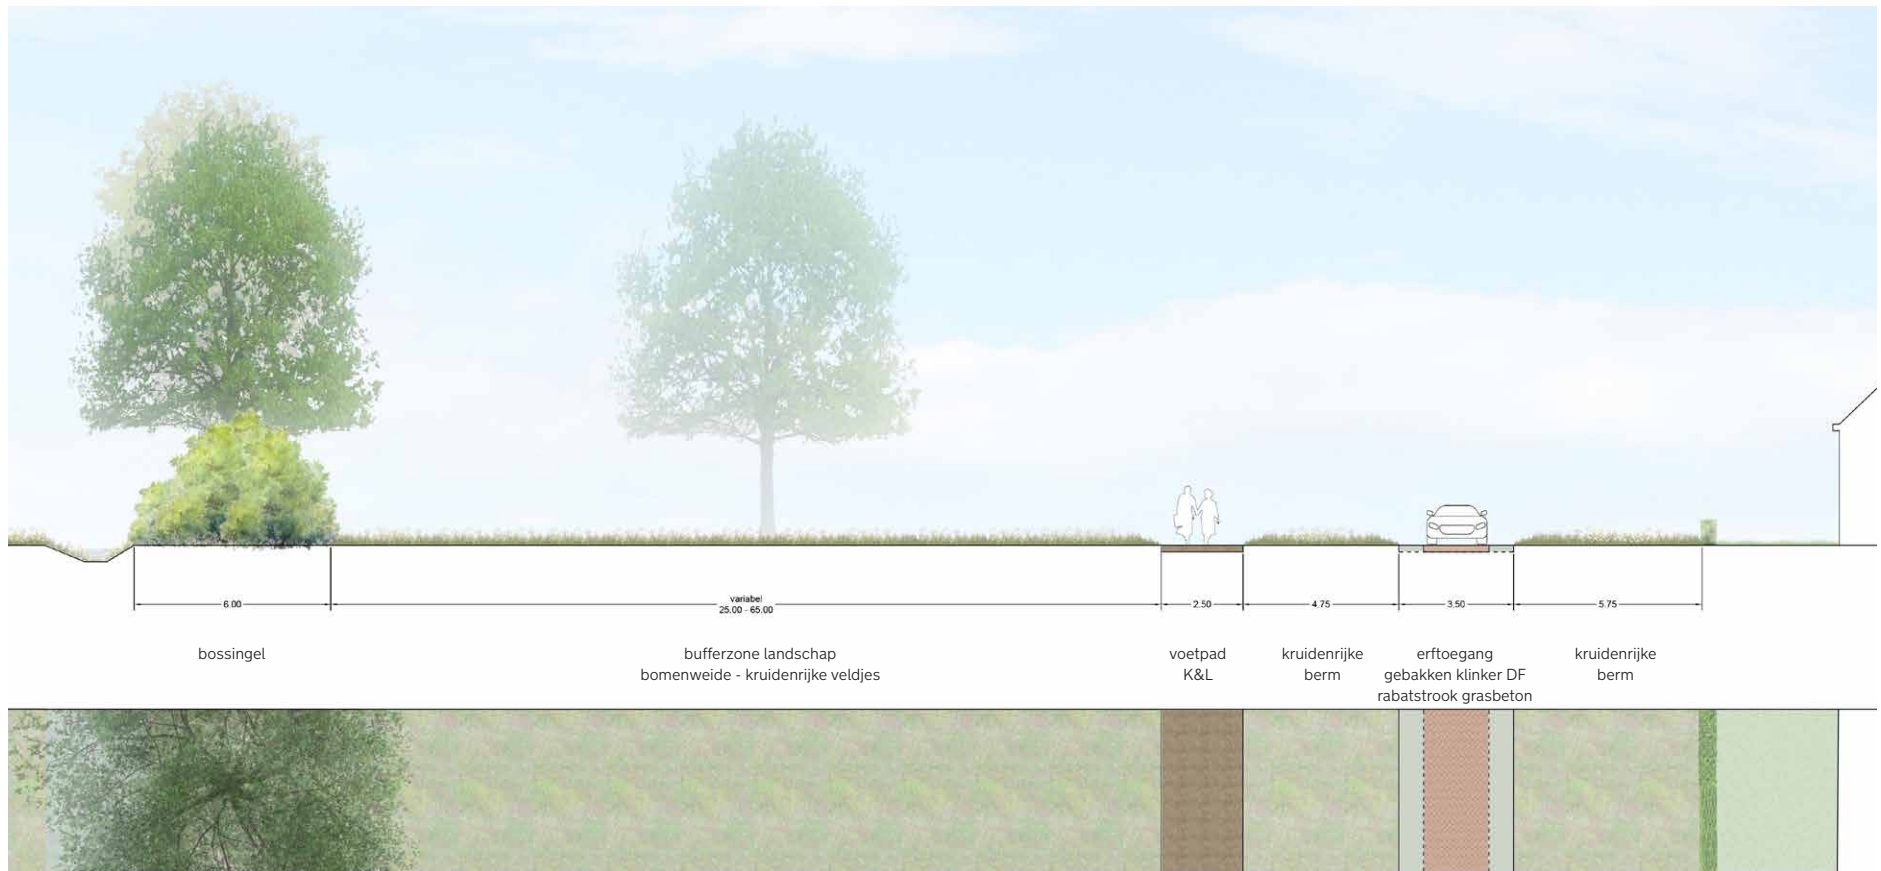 6.00
variabel
25.00 - 65.00
2.50
4.75
3.50
5.75
bossingel
bufferzone landschap
bomenweide - kruidenrijke veldjes
voetpad
K&L
kruidenrijke
berm
erftoegang
gebakken klinker DF
rabatstrook grasbeton
kruidenrijke
berm